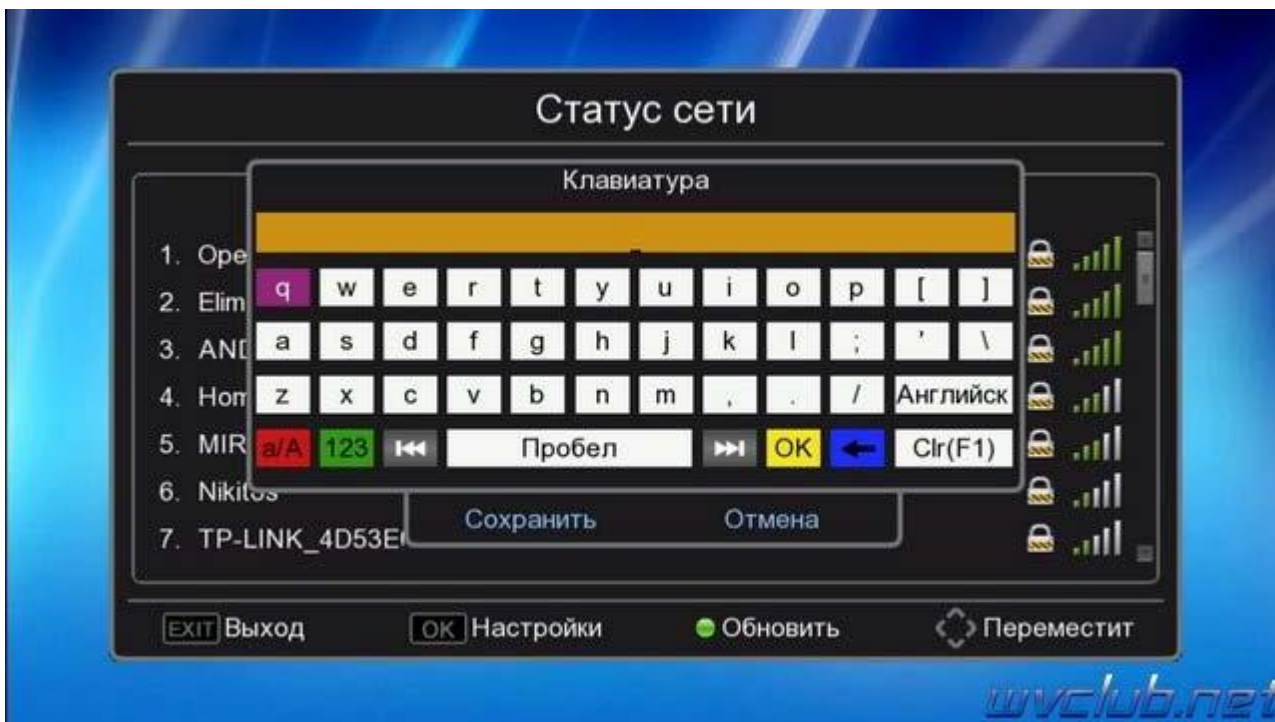 Статус сети
Клавиатура
1. Ope
q w e r t y u i o p [ ]
2. Elim
a s d f g h j k l ; ' \
3. AND
z x c v b n m , . / Английск
4. Hom
a/A 123 Пробел OK Clr(F1)
5. MIR
6. Nikitos
Сохранить Отмена
7. TP-LINK_4D53E
EXIT Выход OK Настройки Обновить Переместит
wvclub.net